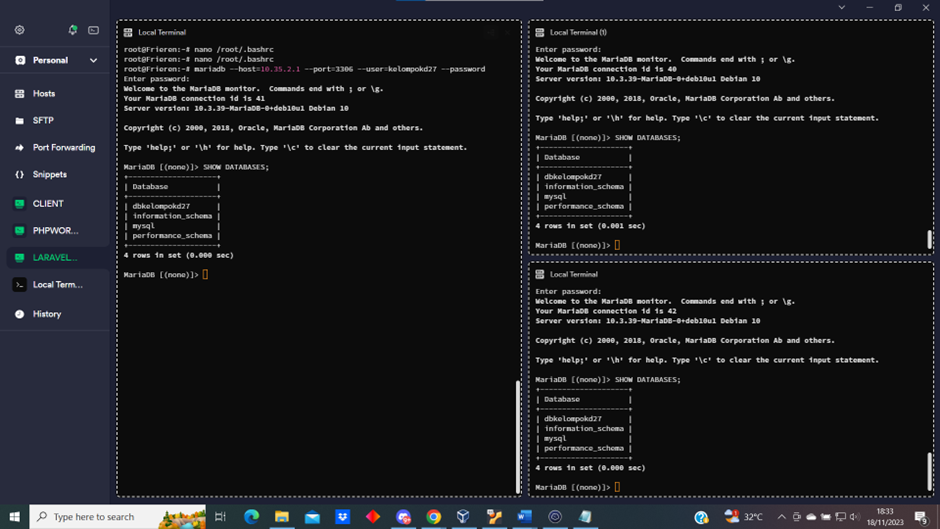 Personal
Hosts
SFTP
Port Forwarding
{} Snippets
CLIENT
PHPWOR...
LARAVEL...
Local Term...
History
Local Terminal
root@Frieren:~# nano /root/.bashrc
root@Frieren:~# nano /root/.bashrc
root@Frieren:~# mariadb --host=10.35.2.1 --port=3306 --user=kelompokd27 --password
Enter password:
Welcome to the MariaDB monitor.  Commands end with ; or \g.
Your MariaDB connection id is 41
Server version: 10.3.39-MariaDB-0+deb10u1 Debian 10
Copyright (c) 2000, 2018, Oracle, MariaDB Corporation Ab and others.
Type 'help;' or '\h' for help. Type '\c' to clear the current input statement.
MariaDB [(none)]> SHOW DATABASES;
+--------------------+
| Database           |
+--------------------+
| dbkelompokd27      |
| information_schema |
| mysql              |
| performance_schema |
+--------------------+
4 rows in set (0.000 sec)
MariaDB [(none)]>
Local Terminal (1)
Enter password:
Welcome to the MariaDB monitor.  Commands end with ; or \g.
Your MariaDB connection id is 40
Server version: 10.3.39-MariaDB-0+deb10u1 Debian 10
Copyright (c) 2000, 2018, Oracle, MariaDB Corporation Ab and others.
Type 'help;' or '\h' for help. Type '\c' to clear the current input statement.
MariaDB [(none)]> SHOW DATABASES;
+--------------------+
| Database           |
+--------------------+
| dbkelompokd27      |
| information_schema |
| mysql              |
| performance_schema |
+--------------------+
4 rows in set (0.001 sec)
MariaDB [(none)]>
Local Terminal
Enter password:
Welcome to the MariaDB monitor.  Commands end with ; or \g.
Your MariaDB connection id is 42
Server version: 10.3.39-MariaDB-0+deb10u1 Debian 10
Copyright (c) 2000, 2018, Oracle, MariaDB Corporation Ab and others.
Type 'help;' or '\h' for help. Type '\c' to clear the current input statement.
MariaDB [(none)]> SHOW DATABASES;
+--------------------+
| Database           |
+--------------------+
| dbkelompokd27      |
| information_schema |
| mysql              |
| performance_schema |
+--------------------+
4 rows in set (0.000 sec)
MariaDB [(none)]>
Type here to search
32°C
18:33
18/11/2023